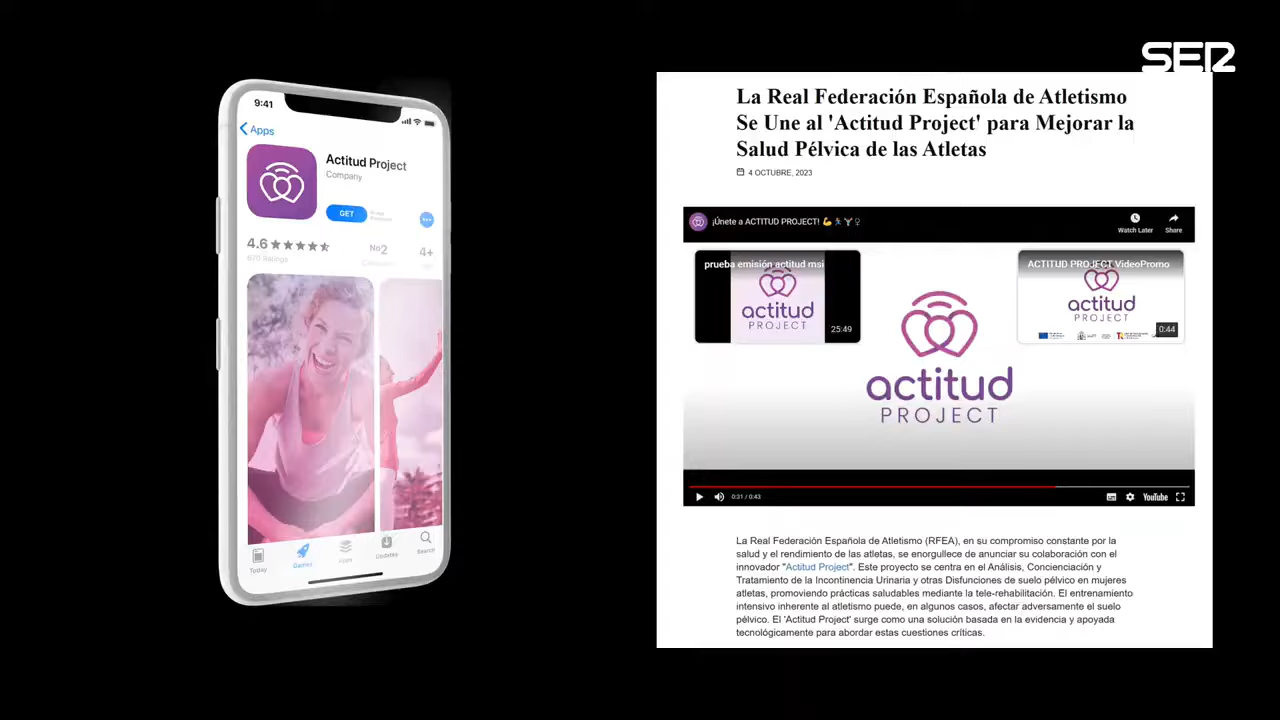 SER
9:41
Apps
Actitud Project
Company
GET
4.6
No2
4+
670 Ratings
Today
Games
Apps
Updates
Search
La Real Federación Española de Atletismo
Se Une al 'Actitud Project' para Mejorar la
Salud Pélvica de las Atletas
4 OCTUBRE, 2023
¡Únete a ACTITUD PROJECT!
Watch Later
Share
prueba emisión actitud msi
actitud
PROJECT
25:49
actitud
PROJECT
ACTITUD PROJECT VideoPromo
actitud
PROJECT
0:44
0:31 / 0:43
YouTube
La Real Federación Española de Atletismo (RFEA), en su compromiso constante por la
salud y el rendimiento de las atletas, se enorgullece de anunciar su colaboración con el
innovador "Actitud Project". Este proyecto se centra en el Análisis, Concienciación y
Tratamiento de la Incontinencia Urinaria y otras Disfunciones de suelo pélvico en mujeres
atletas, promoviendo prácticas saludables mediante la tele-rehabilitación. El entrenamiento
intensivo inherente al atletismo puede, en algunos casos, afectar adversamente el suelo
pélvico. El 'Actitud Project' surge como una solución basada en la evidencia y apoyada
tecnológicamente para abordar estas cuestiones críticas.